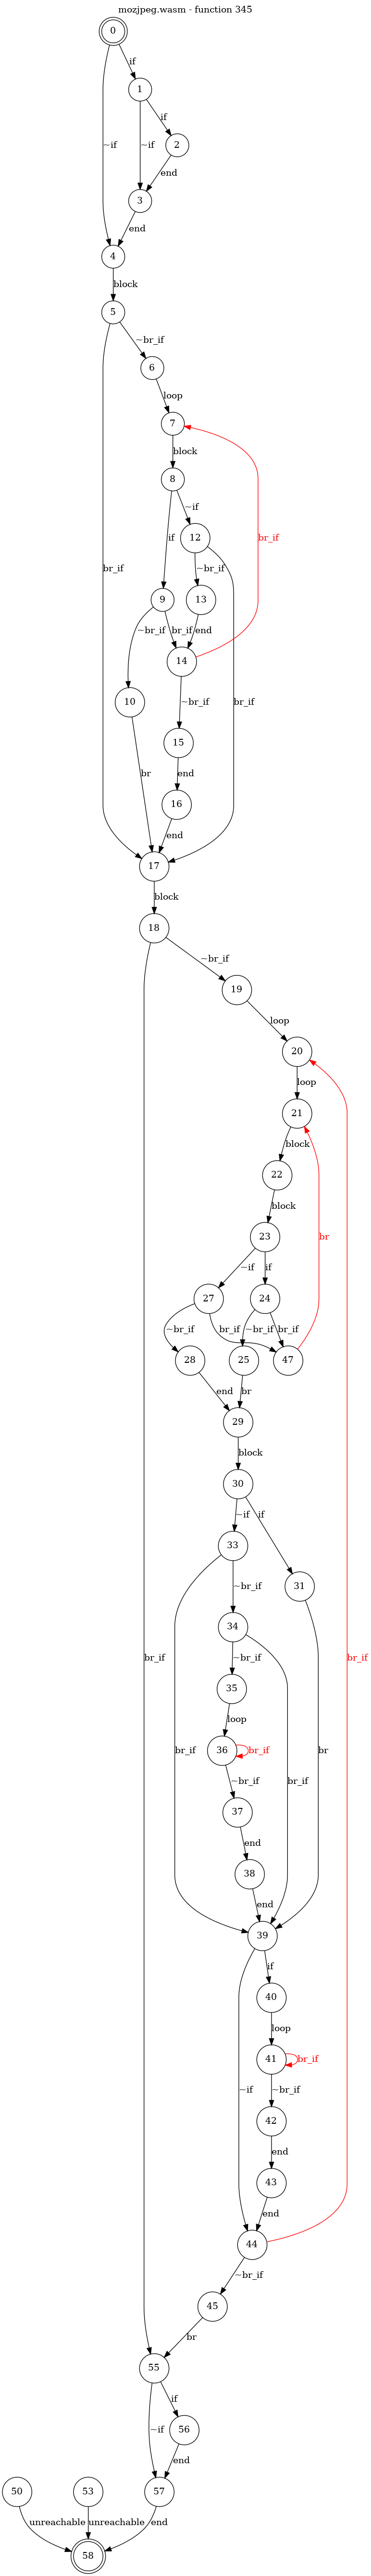 mozjpeg.wasm - function 345
0
if
1
~if
~if
if
2
end
3
end
4
block
5
~br_if
6
loop
7
block
8
~if
12
br_if
if
~br_if
br_if
9
13
~br_if
br_if
end
14
10
~br_if
br_if
15
br
end
16
end
17
block
18
~br_if
19
loop
20
loop
21
block
22
block
23
br
~if
if
27
24
~br_if
br_if
~br_if
br_if
28
25
47
end
br
29
block
30
~if
if
33
31
~br_if
34
br_if
~br_if
br_if
35
loop
br_if
36
br_if
br_if
br
~br_if
37
end
38
end
39
if
40
loop
41
br_if
~if
~br_if
42
end
43
end
44
~br_if
45
br
55
if
~if
56
end
50
53
57
unreachable
unreachable
end
58